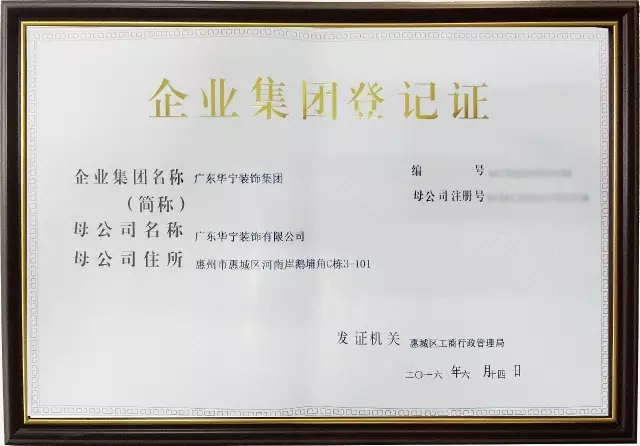 企业集团登记证
企业集团名称 广东华宁装饰集团
（简称）
编 号
母公司注册号
母公司名称 广东华宁装饰有限公司
母公司住所 惠州市惠城区河南岸鹅埔角C栋3-101
发证机关 惠城区工商行政管理局
二〇一六 年 六 月 十四 日